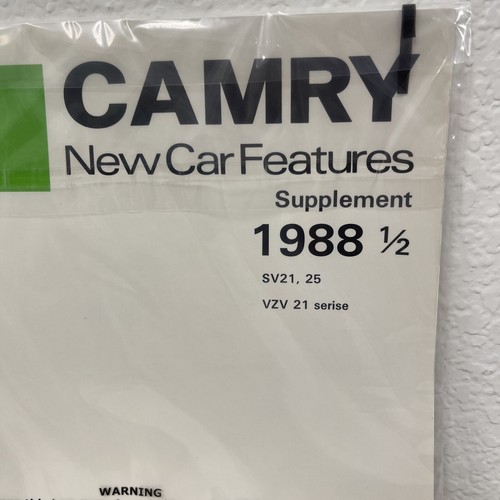 CAMRY
New Car Features
Supplement
1988 ½
SV21, 25
VZV 21 serise
WARNING